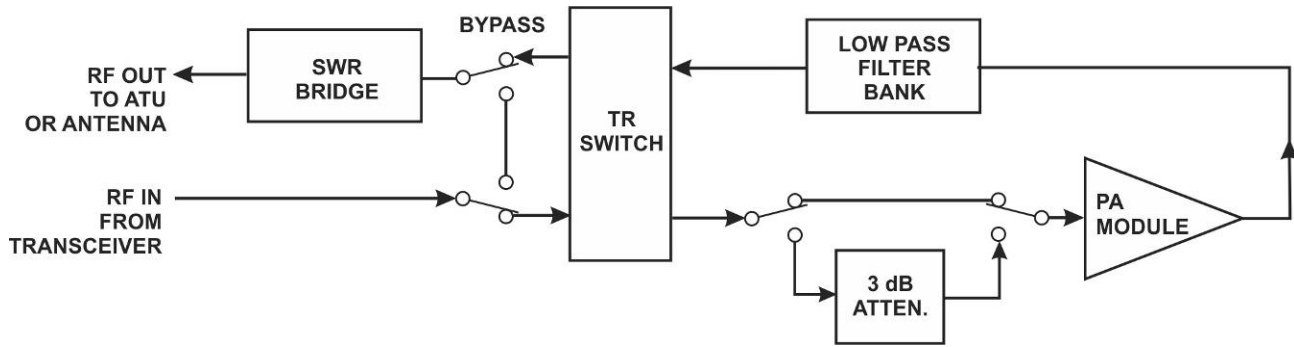 BYPASS
SWR
BRIDGE
RF OUT
TO ATU
OR ANTENNA
TR
SWITCH
LOW PASS
FILTER
BANK
RF IN
FROM
TRANSCEIVER
PA
MODULE
3 dB
ATTEN.